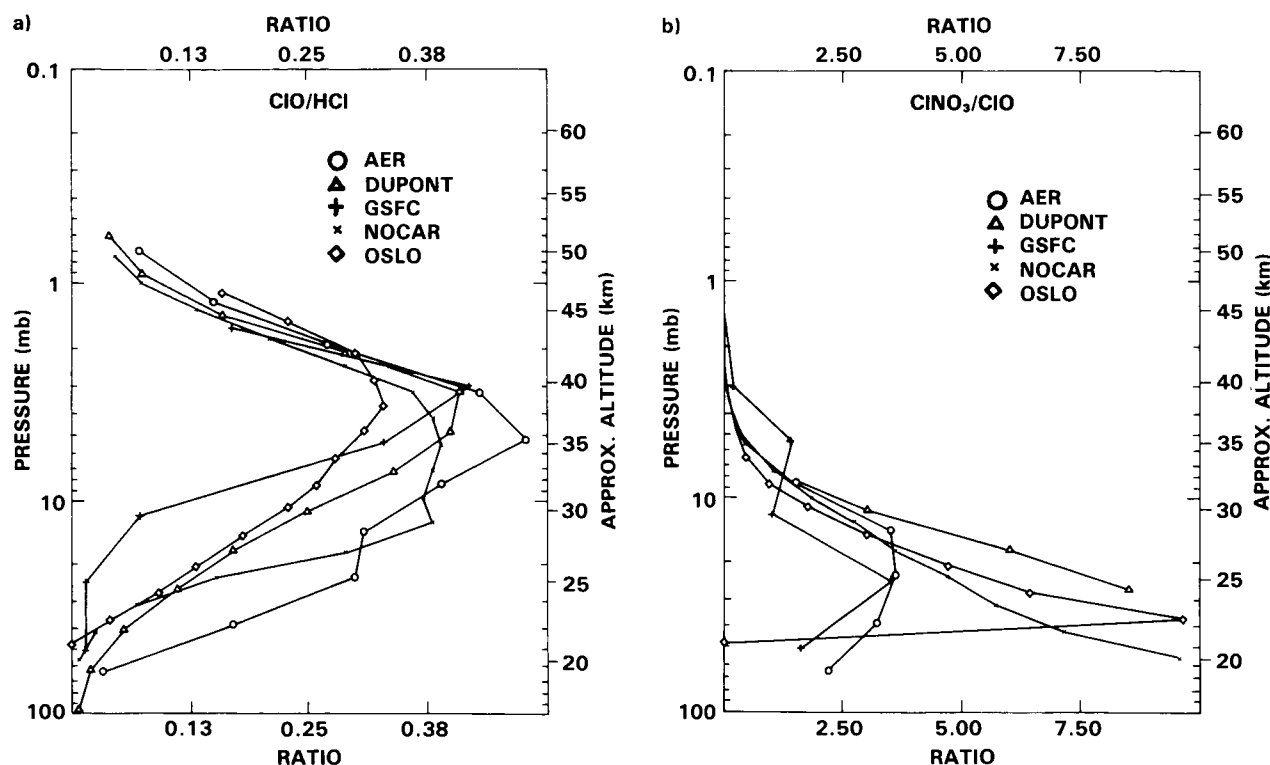 a)
RATIO
0.13 0.25 0.38
0.1
ClO/HCl
AER
DUPONT
GSFC
NOCAR
OSLO
PRESSURE (mb)
1
10
100
60
55
50
45
40
35
30
25
20
APPROX. ALTITUDE (km)
0.13 0.25 0.38
RATIO
b)
RATIO
2.50 5.00 7.50
0.1
ClNO₃/ClO
AER
DUPONT
GSFC
NOCAR
OSLO
PRESSURE (mb)
1
10
100
60
55
50
45
40
35
30
25
20
APPROX. ALTITUDE (km)
2.50 5.00 7.50
RATIO